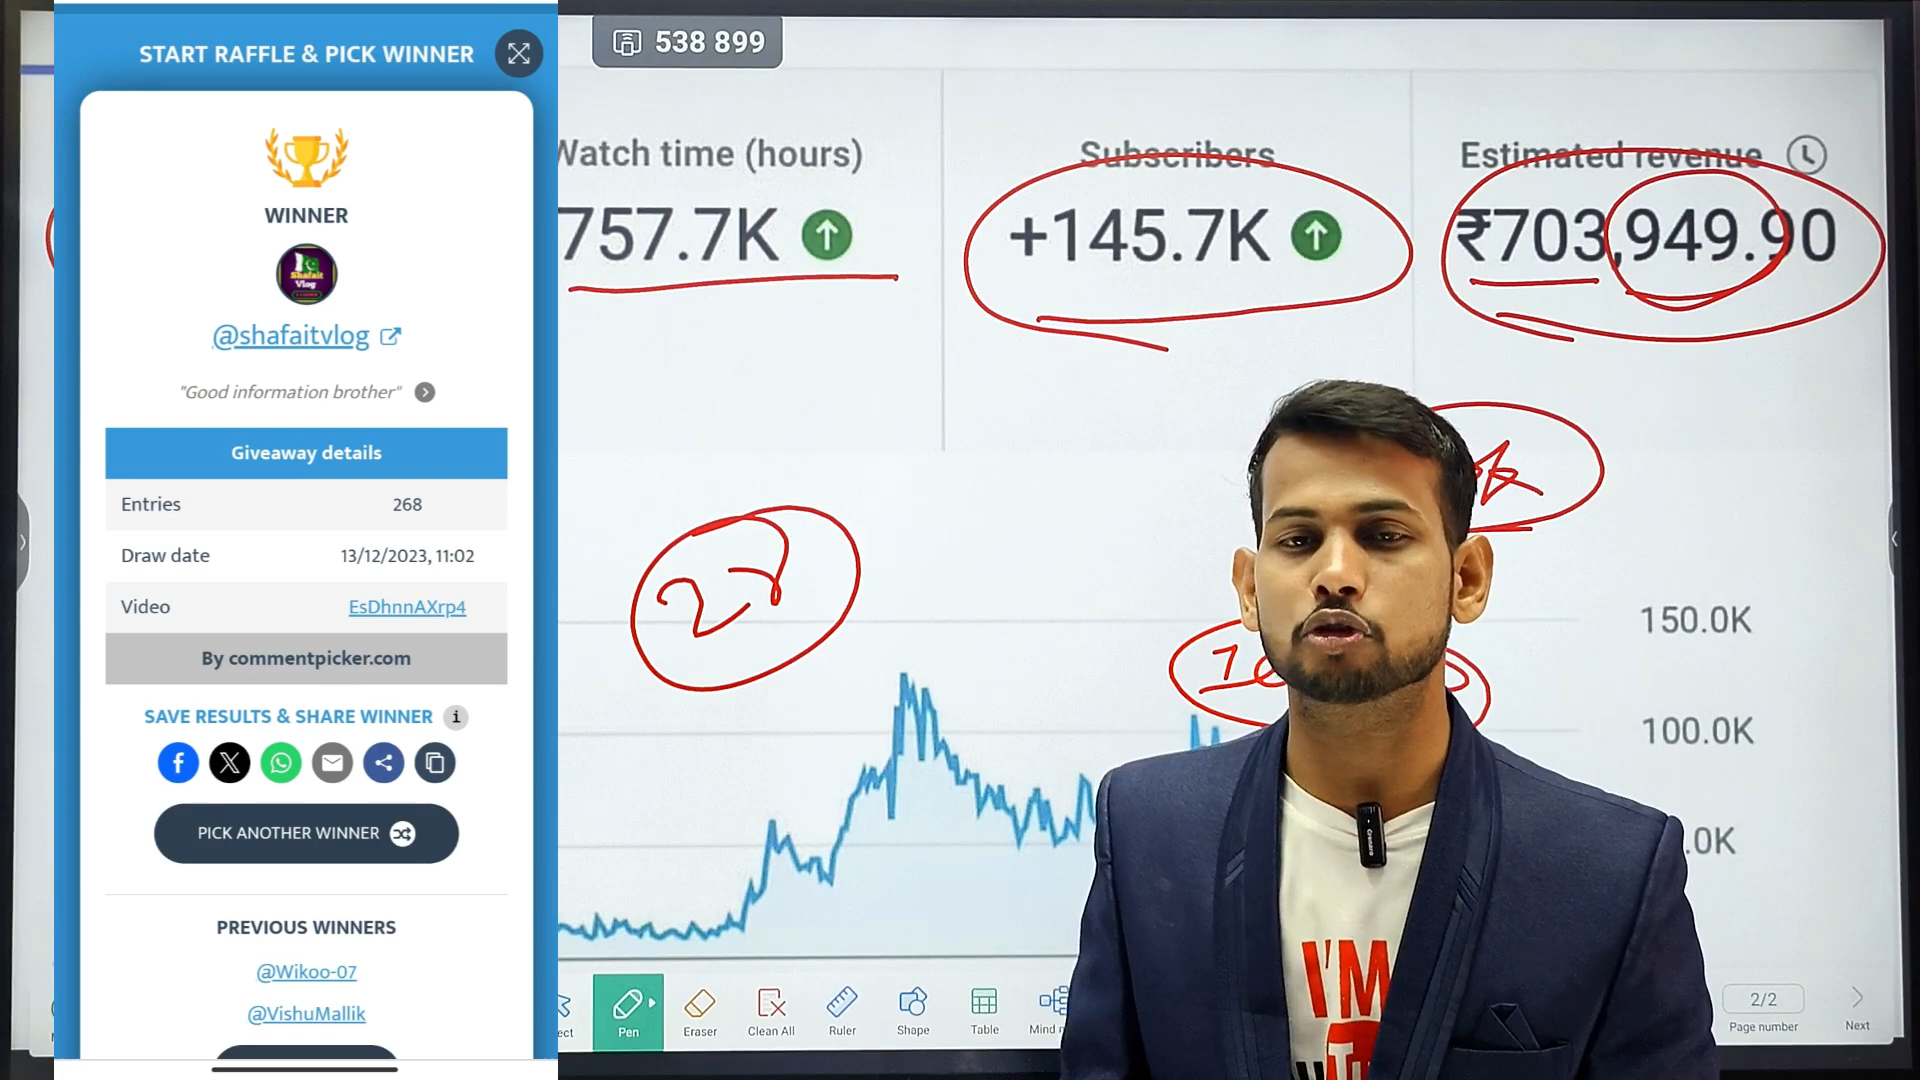 START RAFFLE & PICK WINNER
WINNER
Shafait
Vlog
@shafaitvlog
"Good information brother"
Giveaway details
Entries 268
Draw date 13/12/2023, 11:02
Video EsDhnnAXrp4
By commentpicker.com
SAVE RESULTS & SHARE WINNER i
PICK ANOTHER WINNER
PREVIOUS WINNERS
@Wikoo-07
@VishuMallik
538 899
Watch time (hours) Subscribers Estimated revenue
757.7K +145.7K ₹703,949.90
150.0K
100.0K
.0K
I'M
Pen
Eraser
Clean All
Ruler
Shape
Table
2/2
Page number
Next